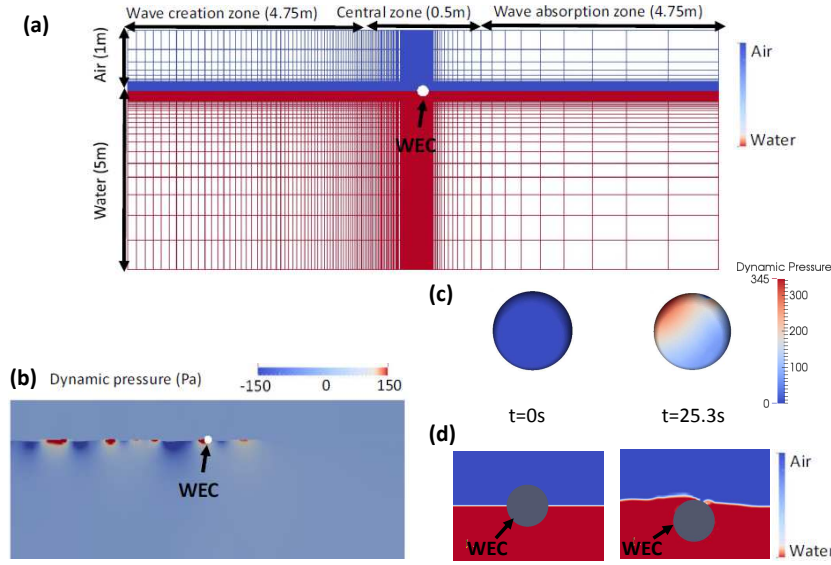 (a)
Wave creation zone (4.75m)
Central zone (0.5m)
Wave absorption zone (4.75m)
Air (1m)
Water (5m)
WEC
Air
Water
(b)
Dynamic pressure (Pa)
-150
0
150
WEC
(c)
t=0s
t=25.3s
Dynamic Pressure
345
300
200
100
0
(d)
WEC
WEC
Air
Water